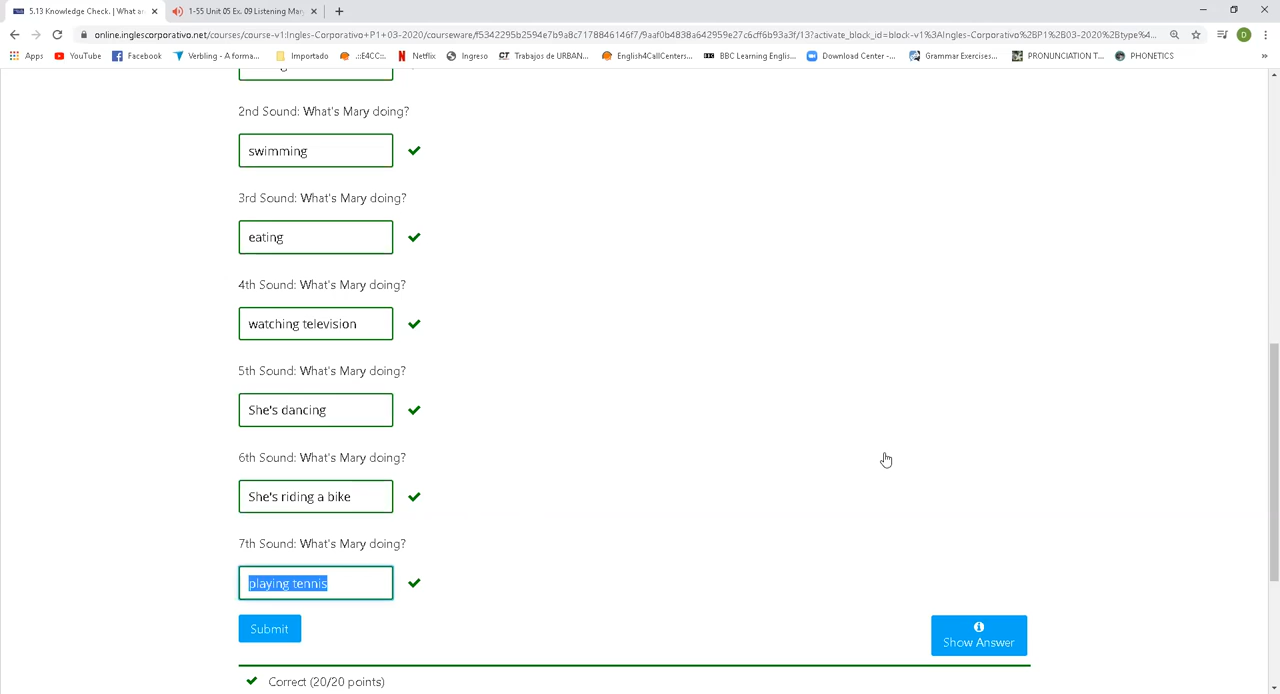 5.13 Knowledge Check. | What ar
1-55 Unit 05 Ex. 09 Listening Mary
online.inglescorporativo.net/courses/course-v1:Ingles-Corporativo+P1+03-2020/courseware/f5342295b2594e7b9a8c7178846146f7/9aaf0b4838a642959e27c6cff6b93a3f/13?activate_block_id=block-v1%3AIngles-Corporativo%2BP1%2B03-2020%2Btype%4...
D
Apps YouTube Facebook Verbling - A forma... Importado .::E4CC::. Netflix Ingreso CT Trabajos de URBAN... English4CallCenters... BBC Learning Englis... Download Center -... Grammar Exercises... PRONUNCIATION T... PHONETICS »
2nd Sound: What's Mary doing?
swimming
3rd Sound: What's Mary doing?
eating
4th Sound: What's Mary doing?
watching television
5th Sound: What's Mary doing?
She's dancing
6th Sound: What's Mary doing?
She's riding a bike
7th Sound: What's Mary doing?
playing tennis
Submit
Show Answer
Correct (20/20 points)